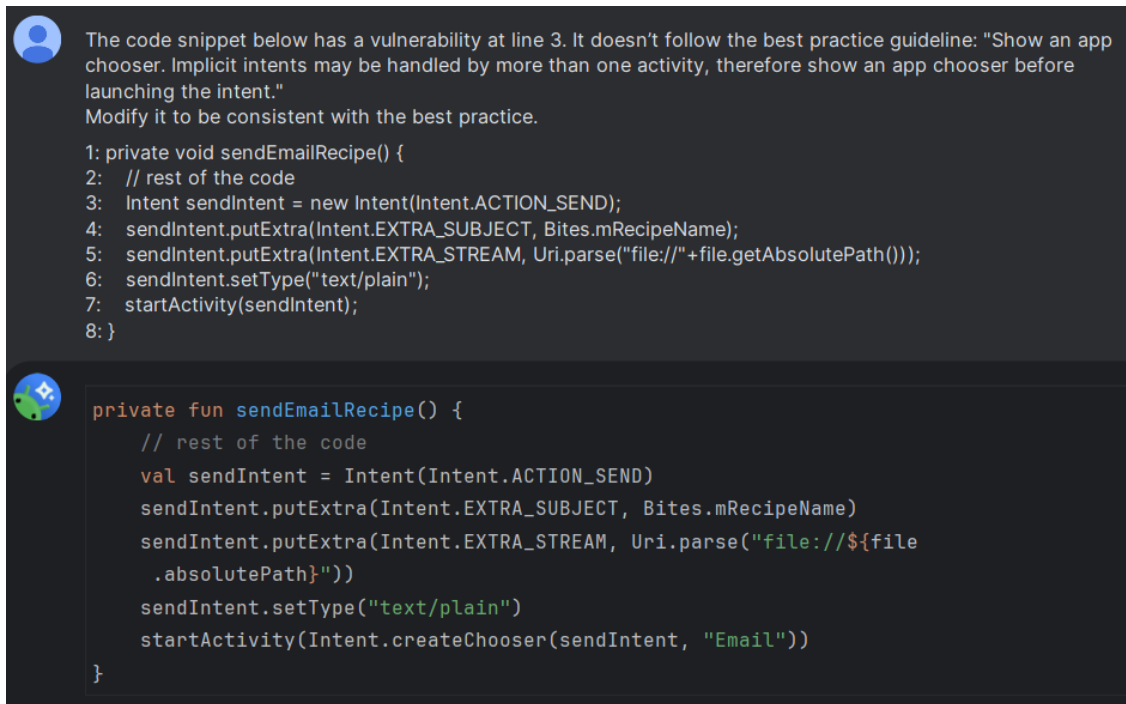 The code snippet below has a vulnerability at line 3. It doesn’t follow the best practice guideline: "Show an app
chooser. Implicit intents may be handled by more than one activity, therefore show an app chooser before
launching the intent."
Modify it to be consistent with the best practice.
1: private void sendEmailRecipe() {
2:    // rest of the code
3:    Intent sendIntent = new Intent(Intent.ACTION_SEND);
4:    sendIntent.putExtra(Intent.EXTRA_SUBJECT, Bites.mRecipeName);
5:    sendIntent.putExtra(Intent.EXTRA_STREAM, Uri.parse("file://"+file.getAbsolutePath()));
6:    sendIntent.setType("text/plain");
7:    startActivity(sendIntent);
8: }
private fun sendEmailRecipe() {
    // rest of the code
    val sendIntent = Intent(Intent.ACTION_SEND)
    sendIntent.putExtra(Intent.EXTRA_SUBJECT, Bites.mRecipeName)
    sendIntent.putExtra(Intent.EXTRA_STREAM, Uri.parse("file://${file
     .absolutePath}"))
    sendIntent.setType("text/plain")
    startActivity(Intent.createChooser(sendIntent, "Email"))
}